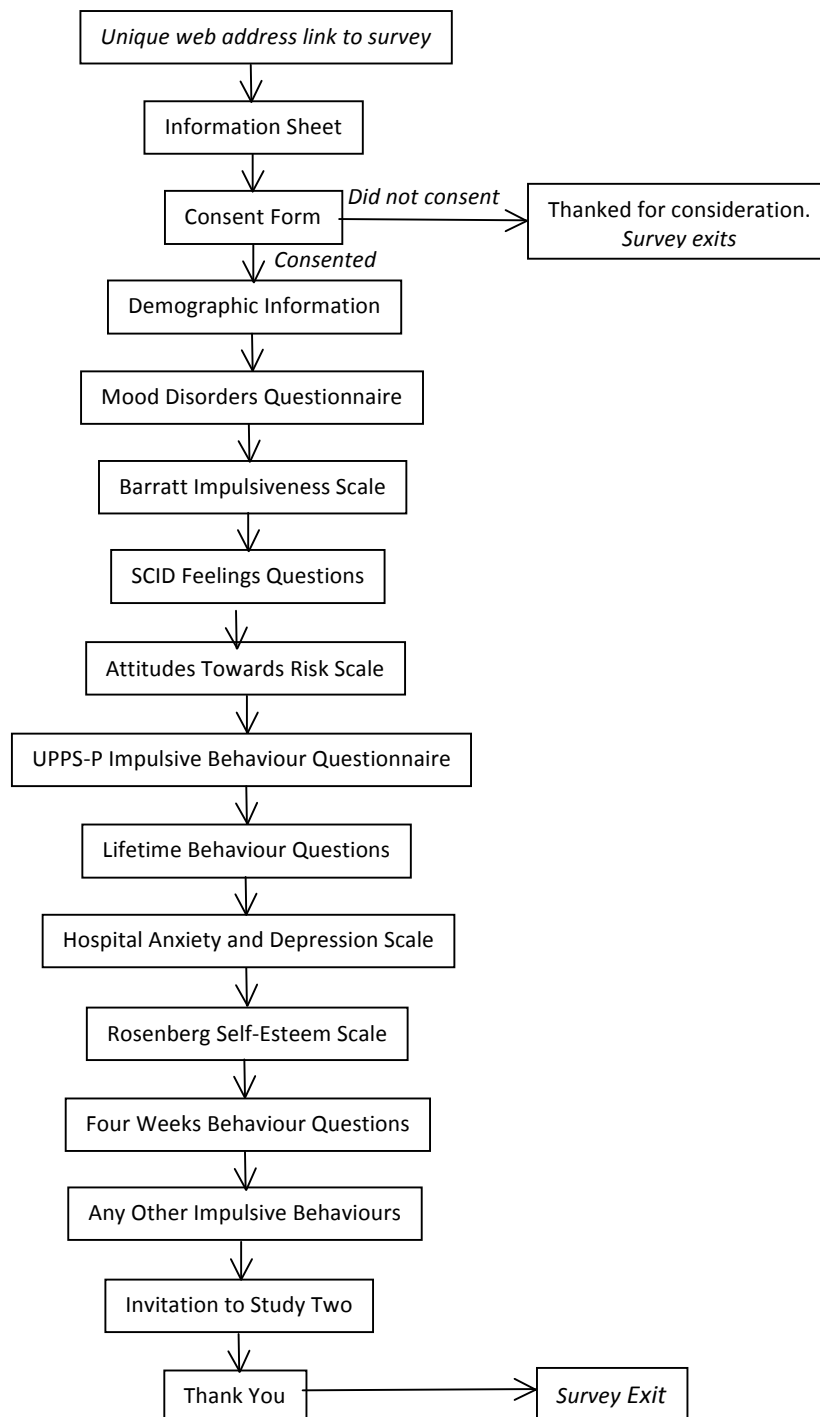 Unique web address link to survey
Information Sheet
Did not consent
Consent Form
Thanked for consideration.
Survey exits
Consented
Demographic Information
Mood Disorders Questionnaire
Barratt Impulsiveness Scale
SCID Feelings Questions
Attitudes Towards Risk Scale
UPPS-P Impulsive Behaviour Questionnaire
Lifetime Behaviour Questions
Hospital Anxiety and Depression Scale
Rosenberg Self-Esteem Scale
Four Weeks Behaviour Questions
Any Other Impulsive Behaviours
Invitation to Study Two
Thank You
Survey Exit